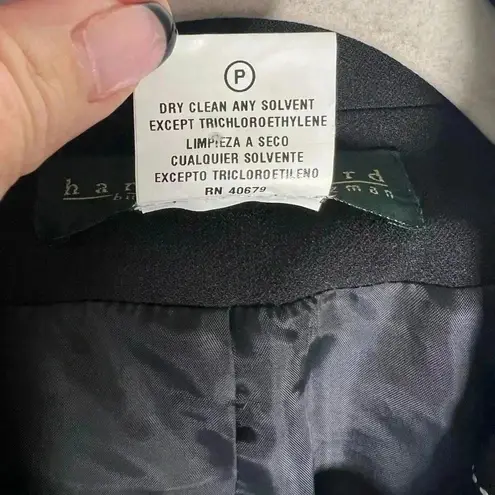 P
DRY CLEAN ANY SOLVENT
EXCEPT TRICHLOROETHYLENE
LIMPIEZA A SECO
CUALQUIER SOLVENTE
EXCEPTO TRICLOROETILENO
RN 40679